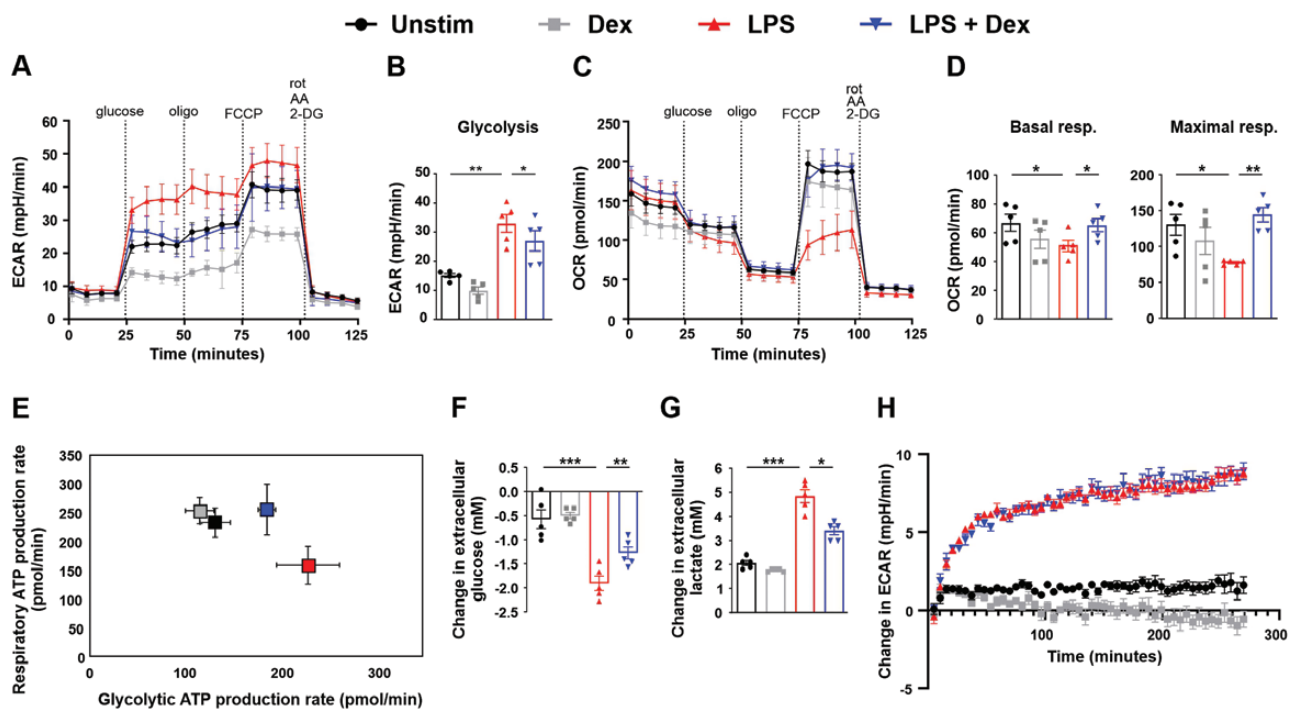 Unstim Dex LPS LPS + Dex
A
glucose oligo FCCP rot
AA
2-DG
ECAR (mpH/min)
60
50
40
30
20
10
0
0 25 50 75 100 125
Time (minutes)
B
Glycolysis
ECAR (mpH/min)
50
40
30
20
10
0
** *
C
glucose oligo FCCP rot
AA
2-DG
OCR (pmol/min)
250
200
150
100
50
0
0 25 50 75 100 125
Time (minutes)
D
Basal resp.
OCR (pmol/min)
100
80
60
40
20
0
* *
Maximal resp.
200
150
100
50
0
* **
E
Respiratory ATP production rate
(pmol/min)
350
300
250
200
150
100
50
0
0 100 200 300
Glycolytic ATP production rate (pmol/min)
F
Change in extracellular
glucose (mM)
0.5
0.0
-0.5
-1.0
-1.5
-2.0
-2.5
*** **
G
Change in extracellular
lactate (mM)
6
5
4
3
2
1
0
*** *
H
Change in ECAR (mpH/min)
10
5
0
-5
100 200 300
Time (minutes)